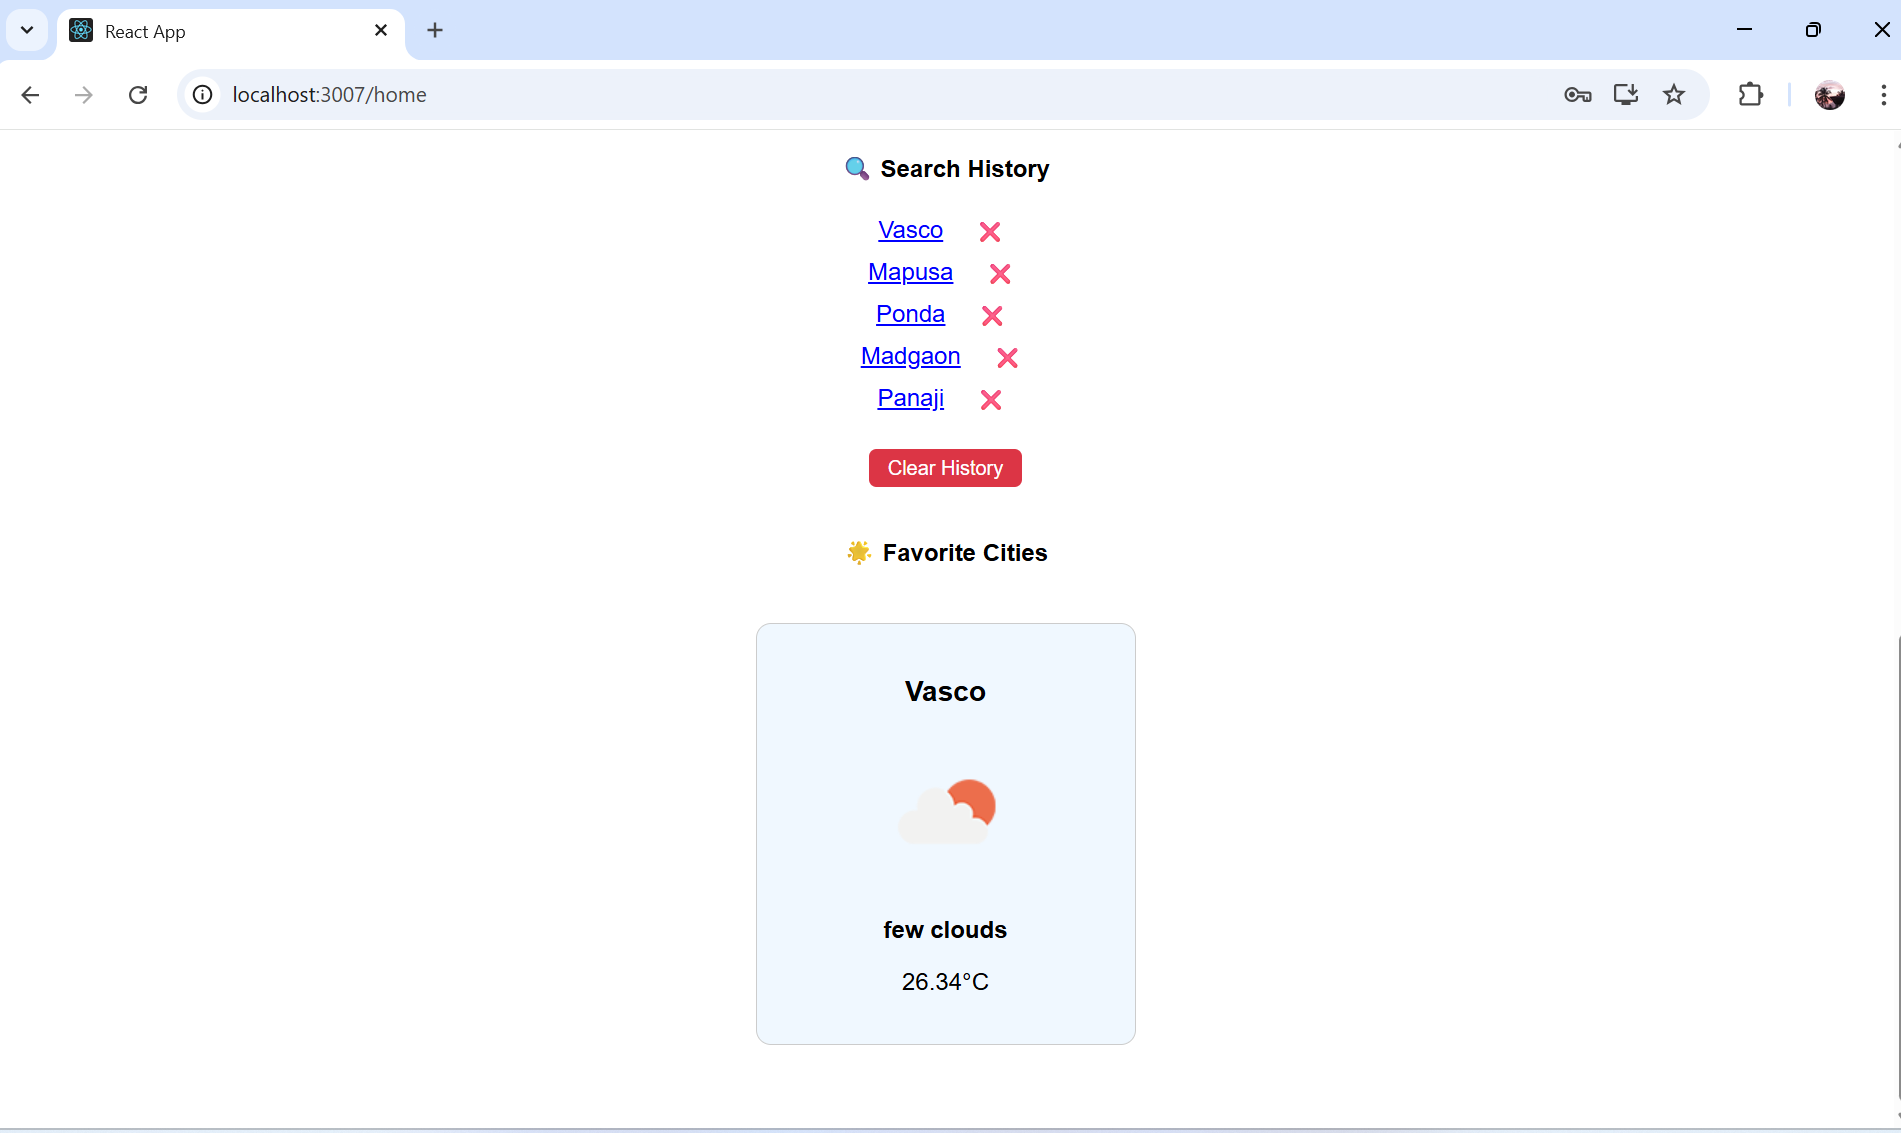 React App
localhost:3007/home
🔍 Search History
Vasco ❌
Mapusa ❌
Ponda ❌
Madgaon ❌
Panaji ❌
Clear History
🌟 Favorite Cities
Vasco
few clouds
26.34°C